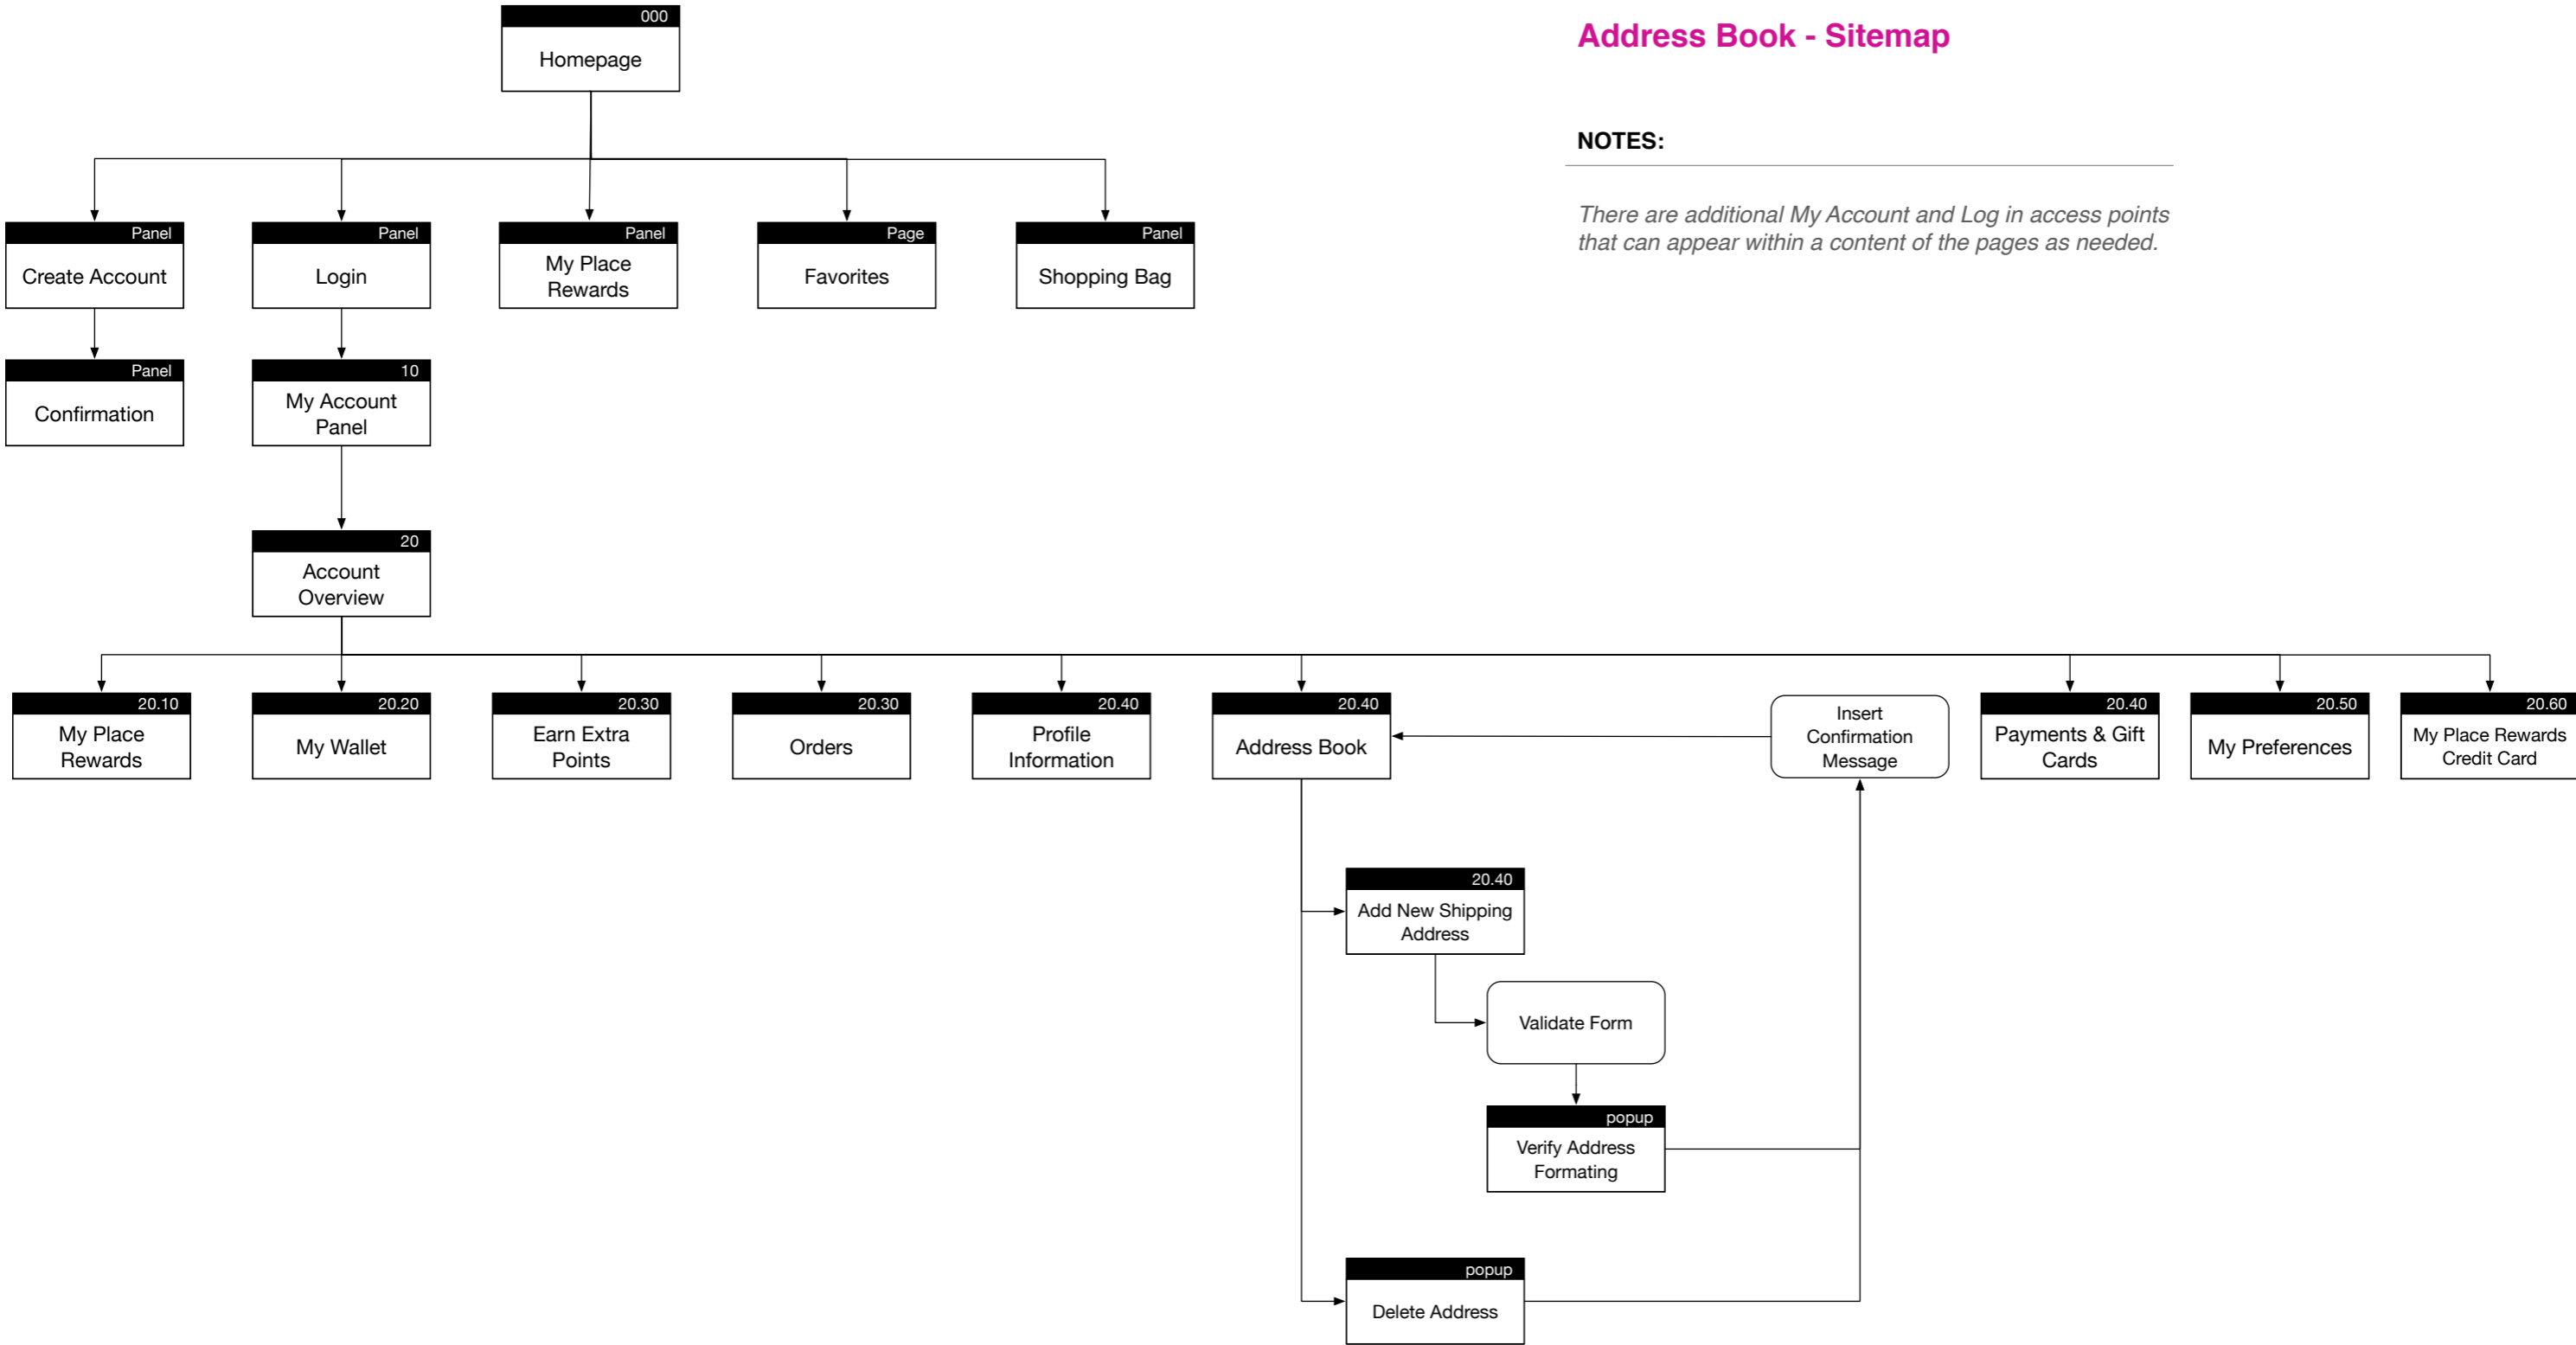 000
Homepage
Address Book - Sitemap
NOTES:
There are additional My Account and Log in access points
that can appear within a content of the pages as needed.
Panel
Create Account
Panel
Login
Panel
My Place
Rewards
Page
Favorites
Panel
Shopping Bag
Panel
Confirmation
10
My Account
Panel
20
Account
Overview
20.10
My Place
Rewards
20.20
My Wallet
20.30
Earn Extra
Points
20.30
Orders
20.40
Profile
Information
20.40
Address Book
Insert
Confirmation
Message
20.40
Payments & Gift
Cards
20.50
My Preferences
20.60
My Place Rewards
Credit Card
20.40
Add New Shipping
Address
Validate Form
popup
Verify Address
Formating
popup
Delete Address